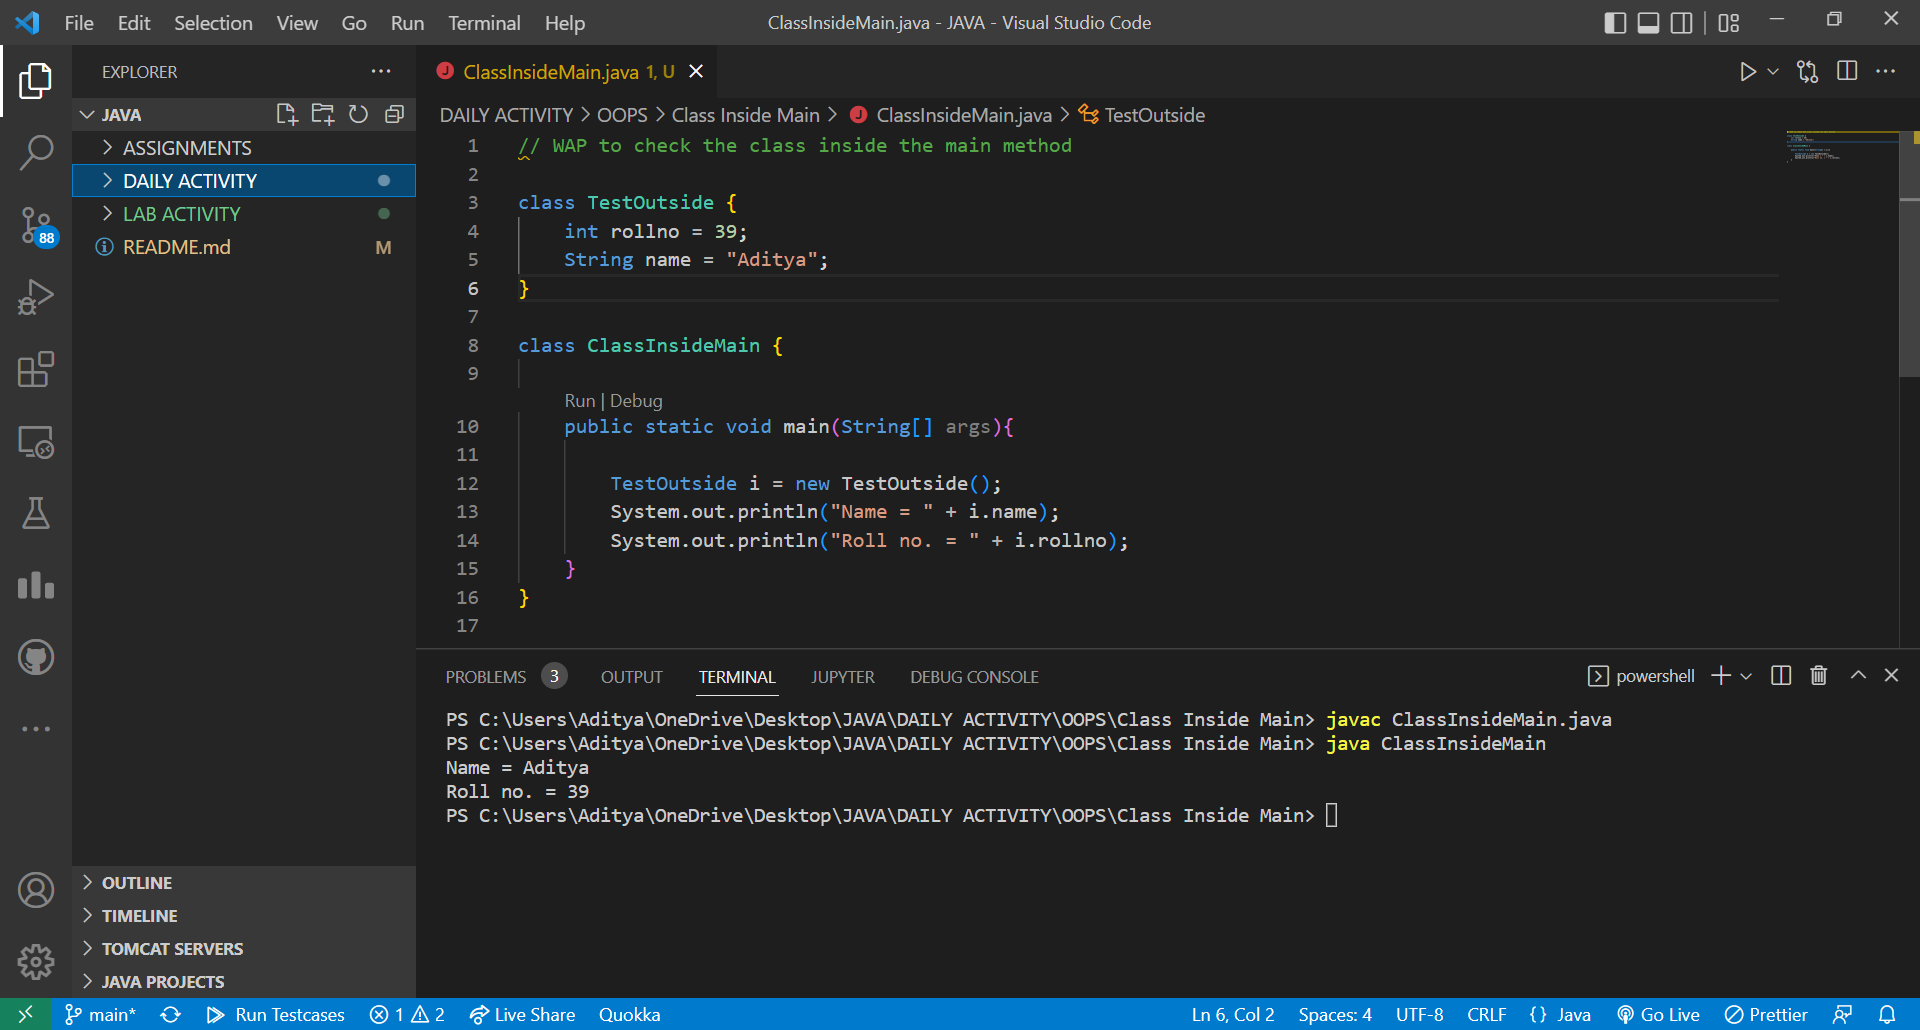 File Edit Selection View Go Run Terminal Help
ClassInsideMain.java - JAVA - Visual Studio Code
EXPLORER
JAVA
ASSIGNMENTS
DAILY ACTIVITY
LAB ACTIVITY
README.md M
88
OUTLINE
TIMELINE
TOMCAT SERVERS
JAVA PROJECTS
ClassInsideMain.java 1, U
DAILY ACTIVITY > OOPS > Class Inside Main > ClassInsideMain.java > TestOutside
1 // WAP to check the class inside the main method
2
3 class TestOutside {
4 int rollno = 39;
5 String name = "Aditya";
6 }
7
8 class ClassInsideMain {
9
Run | Debug
10 public static void main(String[] args){
11
12 TestOutside i = new TestOutside();
13 System.out.println("Name = " + i.name);
14 System.out.println("Roll no. = " + i.rollno);
15 }
16 }
17
PROBLEMS 3 OUTPUT TERMINAL JUPYTER DEBUG CONSOLE
powershell
PS C:\Users\Aditya\OneDrive\Desktop\JAVA\DAILY ACTIVITY\OOPS\Class Inside Main> javac ClassInsideMain.java
PS C:\Users\Aditya\OneDrive\Desktop\JAVA\DAILY ACTIVITY\OOPS\Class Inside Main> java ClassInsideMain
Name = Aditya
Roll no. = 39
PS C:\Users\Aditya\OneDrive\Desktop\JAVA\DAILY ACTIVITY\OOPS\Class Inside Main>
main* Run Testcases 1 2 Live Share Quokka
Ln 6, Col 2 Spaces: 4 UTF-8 CRLF {} Java Go Live Prettier